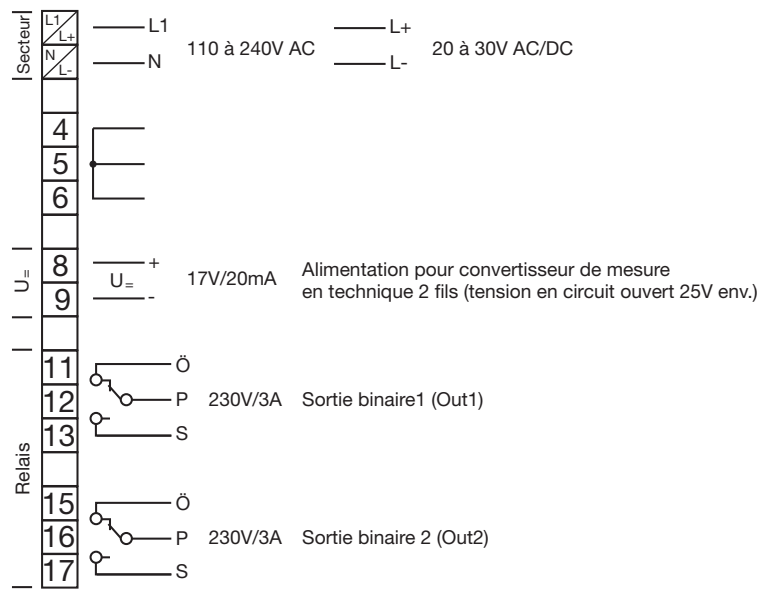 Secteur
L1
L+
L1
110 à 240V AC
L+
20 à 30V AC/DC
N
L-
N
L-
4
5
6
U=
8
+
U=
17V/20mA
Alimentation pour convertisseur de mesure
9
-
en technique 2 fils (tension en circuit ouvert 25V env.)
Relais
11
Ö
12
P
230V/3A
Sortie binaire1 (Out1)
13
S
15
Ö
16
P
230V/3A
Sortie binaire 2 (Out2)
17
S